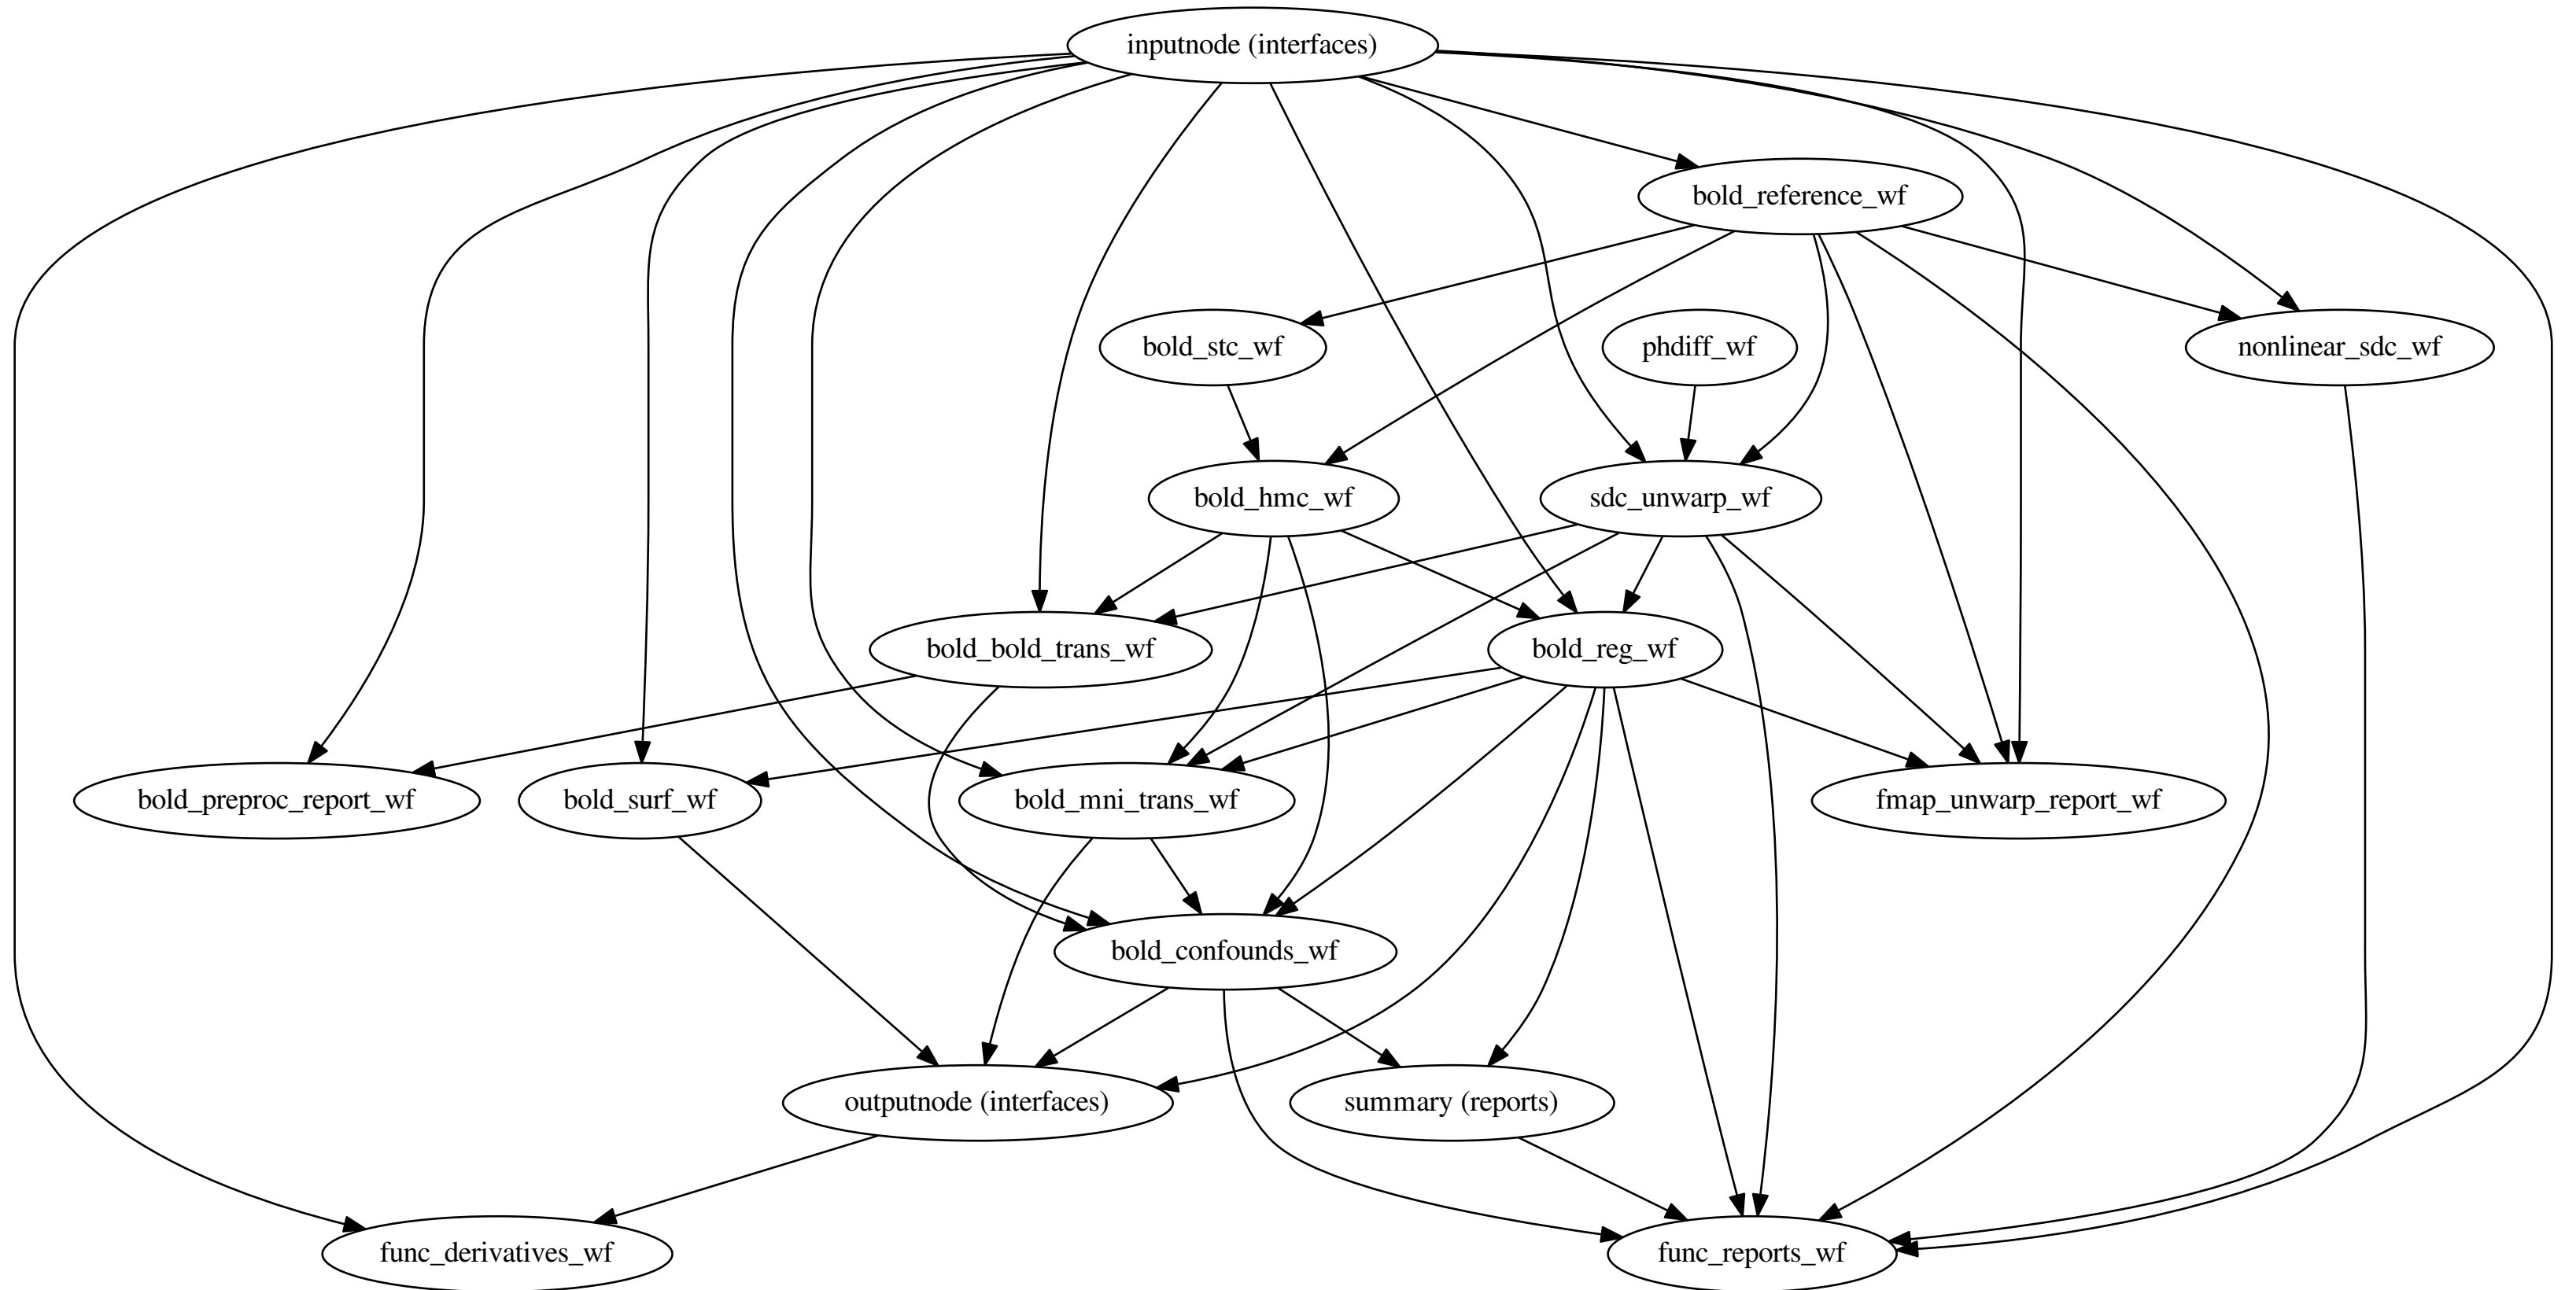 inputnode (interfaces)
bold_reference_wf
bold_stc_wf
phdiff_wf
nonlinear_sdc_wf
bold_hmc_wf
sdc_unwarp_wf
bold_bold_trans_wf
bold_reg_wf
bold_preproc_report_wf
bold_surf_wf
bold_mni_trans_wf
fmap_unwarp_report_wf
bold_confounds_wf
outputnode (interfaces)
summary (reports)
func_derivatives_wf
func_reports_wf